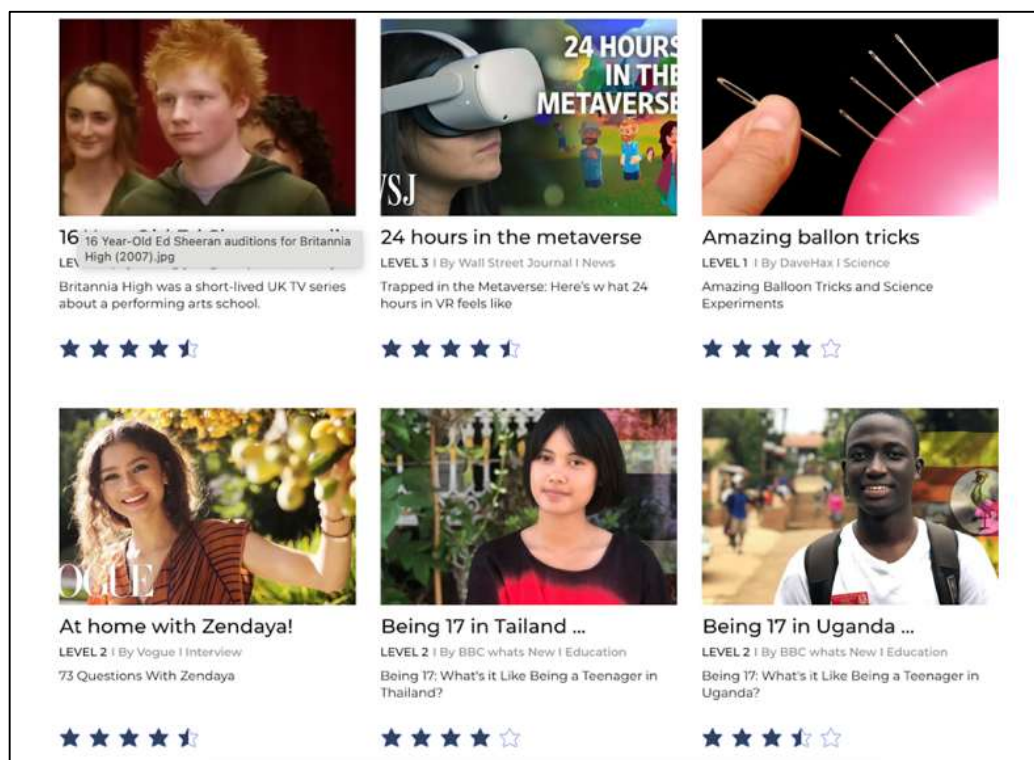 24 HOURS
IN THE
METAVERSE
WSJ
16
16 Year-Old Ed Sheeran auditions for Britannia
High (2007).jpg
Britannia High was a short-lived UK TV series
about a performing arts school.
24 hours in the metaverse
LEVEL 3 I By Wall Street Journal I News
Trapped in the Metaverse: Here's w hat 24
hours in VR feels like
Amazing ballon tricks
LEVEL 1 I By DaveHax I Science
Amazing Balloon Tricks and Science
Experiments
OGUE
At home with Zendaya!
LEVEL 2 I By Vogue I Interview
73 Questions With Zendaya
Being 17 in Tailand ...
LEVEL 2 I By BBC whats New I Education
Being 17: What's it Like Being a Teenager in
Thailand?
Being 17 in Uganda ...
LEVEL 2 I By BBC whats New I Education
Being 17: What's it Like Being a Teenager in
Uganda?